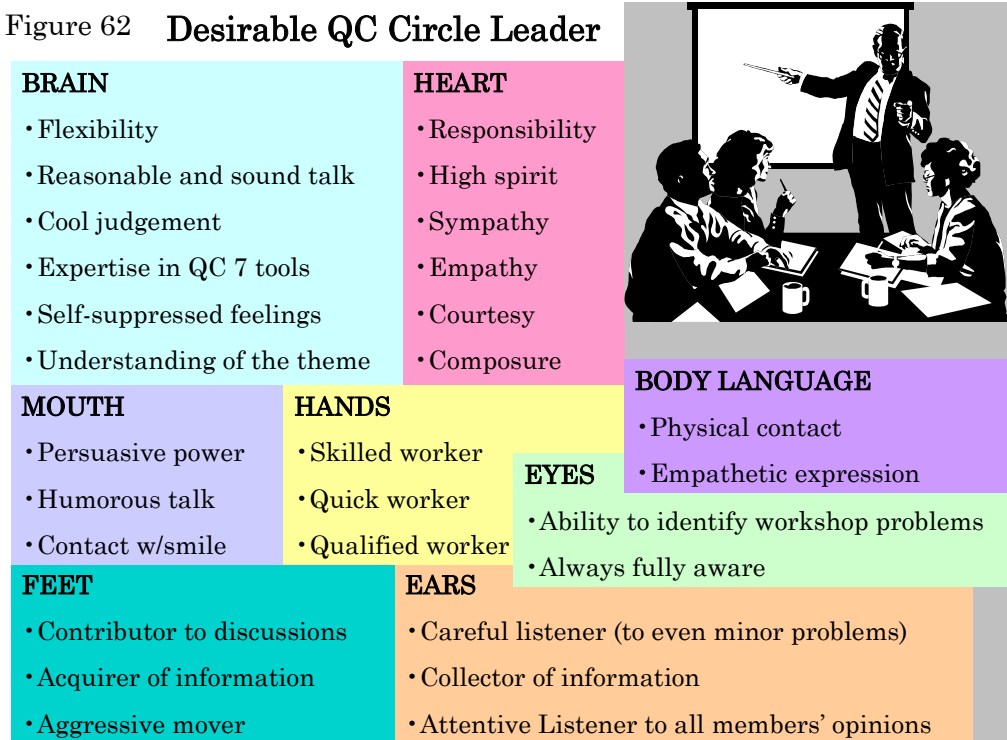 Figure 62 Desirable QC Circle Leader
BRAIN
・Flexibility
・Reasonable and sound talk
・Cool judgement
・Expertise in QC 7 tools
・Self-suppressed feelings
・Understanding of the theme
HEART
・Responsibility
・High spirit
・Sympathy
・Empathy
・Courtesy
・Composure
BODY LANGUAGE
・Physical contact
・Empathetic expression
MOUTH
・Persuasive power
・Humorous talk
・Contact w/smile
HANDS
・Skilled worker
・Quick worker
・Qualified worker
EYES
・Ability to identify workshop problems
・Always fully aware
FEET
・Contributor to discussions
・Acquirer of information
・Aggressive mover
EARS
・Careful listener (to even minor problems)
・Collector of information
・Attentive Listener to all members’ opinions